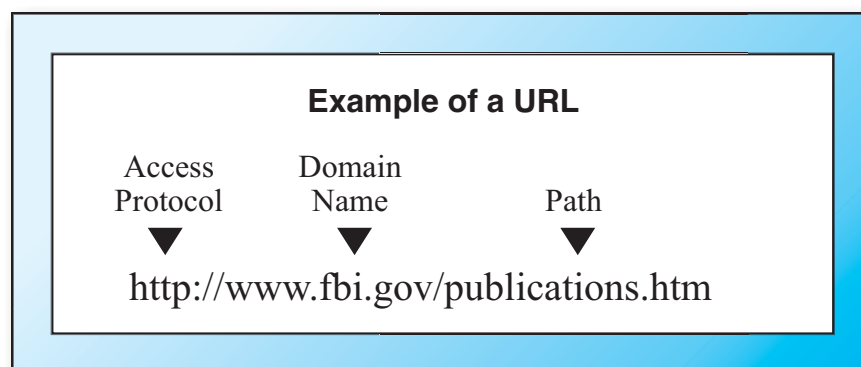 Example of a URL
Access Protocol
Domain Name
Path
http://www.fbi.gov/publications.htm